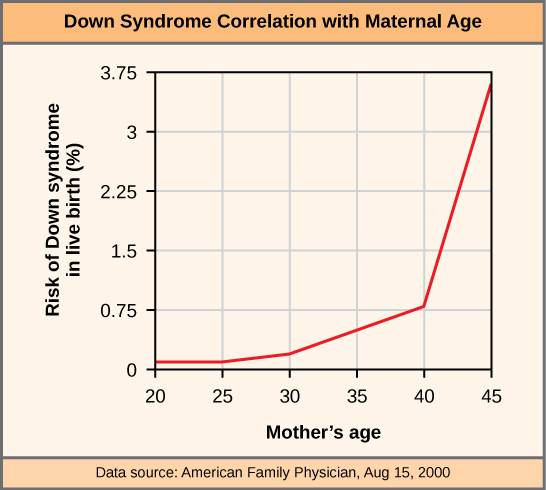 Down Syndrome Correlation with Maternal Age
3.75
3
2.25
1.5
0.75
0
Risk of Down syndrome
in live birth (%)
20 25 30 35 40 45
Mother’s age
Data source: American Family Physician, Aug 15, 2000